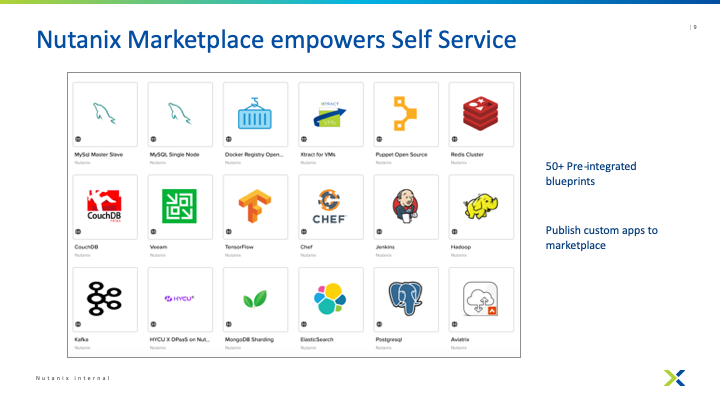 | 9
Nutanix Marketplace empowers Self Service
MySql Master Slave
Nutanix
MySQL Single Node
Nutanix
Docker Registry Open...
Nutanix
XTRACT
VMs
Xtract for VMs
Nutanix
Puppet Open Source
Nutanix
Redis Cluster
Nutanix
50+ Pre-integrated
blueprints
CouchDB
CouchDB
Nutanix
Veeam
Nutanix
TensorFlow
Nutanix
CHEF
Chef
Nutanix
Jenkins
Nutanix
Hadoop
Nutanix
Publish custom apps to
marketplace
Kafka
Nutanix
HYCU
HYCU X DPaaS on Nut...
Nutanix
MongoDB Sharding
Nutanix
ElasticSearch
Nutanix
Postgresql
Nutanix
Aviatrix
Nutanix
Nutanix internal